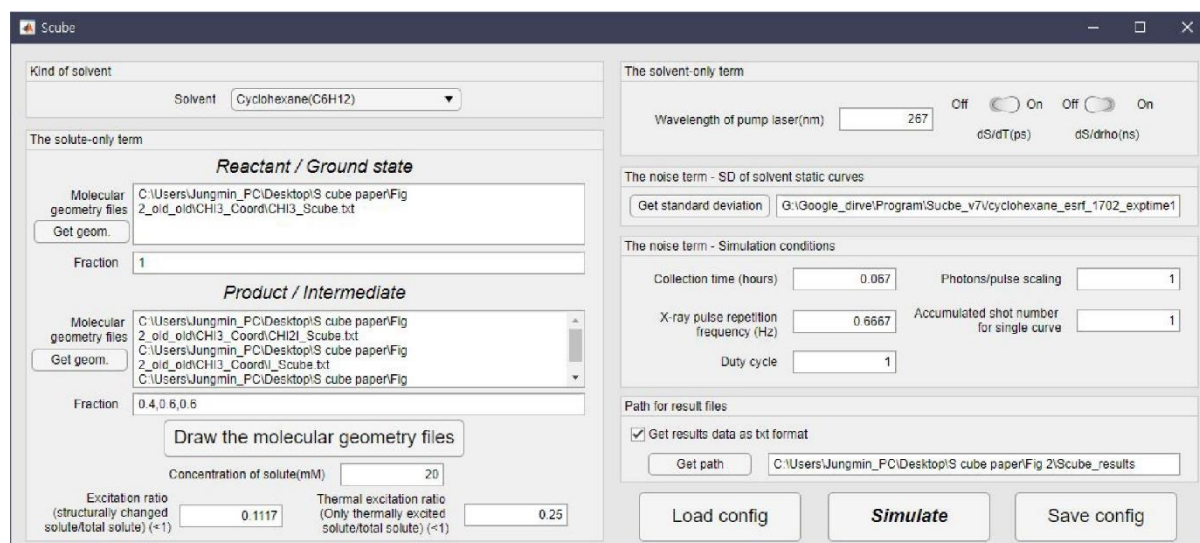 Scube
Kind of solvent
Solvent Cyclohexane(C6H12)
The solute-only term
Reactant / Ground state
Molecular geometry files
C:\Users\Jungmin_PC\Desktop\S cube paper\Fig
2_old_old\CHI3_Coord\CHI3_Scube.txt
Get geom.
Fraction 1
Product / Intermediate
Molecular geometry files
C:\Users\Jungmin_PC\Desktop\S cube paper\Fig
2_old_old\CHI3_Coord\CHI2I_Scube.txt
C:\Users\Jungmin_PC\Desktop\S cube paper\Fig
2_old_old\CHI3_Coord\I_Scube.txt
C:\Users\Jungmin_PC\Desktop\S cube paper\Fig
Get geom.
Fraction 0.4,0.6,0.6
Draw the molecular geometry files
Concentration of solute(mM) 20
Excitation ratio
(structurally changed
solute/total solute) (<1) 0.1117
Thermal excitation ratio
(Only thermally excited
solute/total solute) (<1) 0.25
The solvent-only term
Wavelength of pump laser(nm) 267
Off On Off On
dS/dT(ps) dS/drho(ns)
The noise term - SD of solvent static curves
Get standard deviation G:\Google_dirve\Program\Sucbe_v7\/cyclohexane_esrf_1702_exptime1
The noise term - Simulation conditions
Collection time (hours) 0.067 Photons/pulse scaling 1
X-ray pulse repetition
frequency (Hz) 0.6667
Accumulated shot number
for single curve 1
Duty cycle 1
Path for result files
Get results data as txt format
Get path C:\Users\Jungmin_PC\Desktop\S cube paper\Fig 2\Scube_results
Load config Simulate Save config